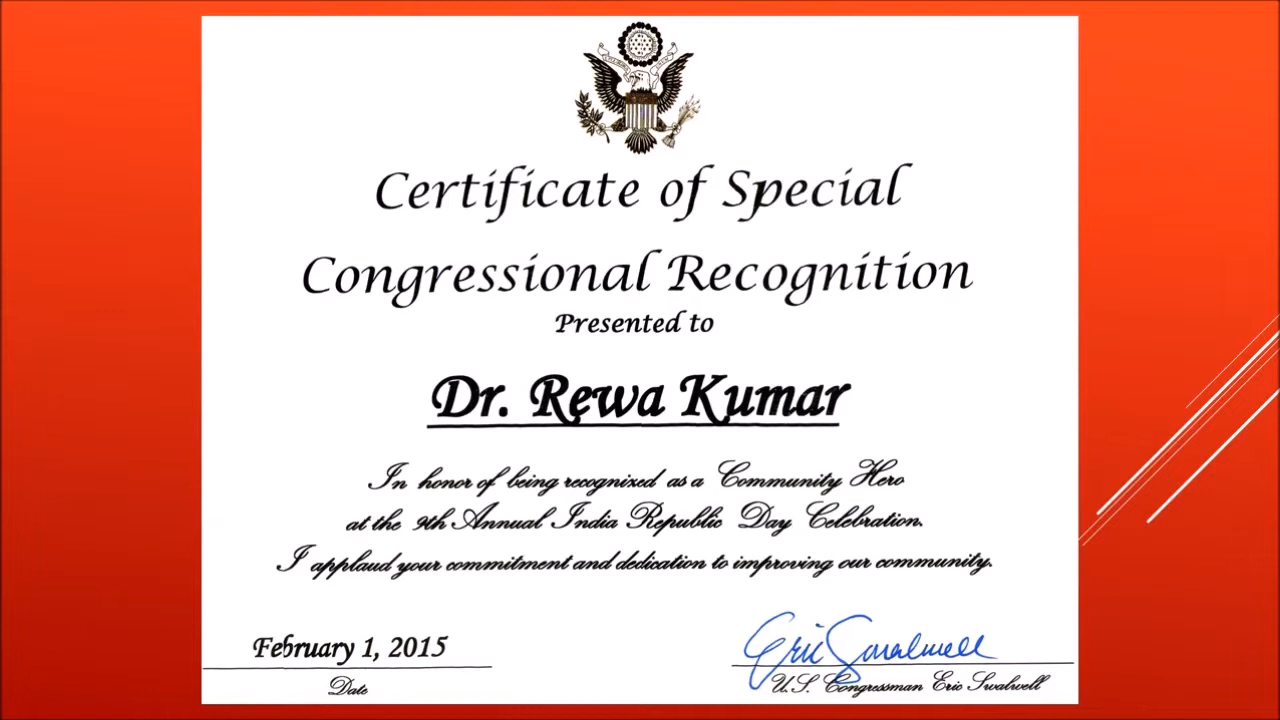 Certificate of Special
Congressional Recognition
Presented to
Dr. Rewa Kumar
In honor of being recognized as a Community Hero
at the 9th Annual India Republic Day Celebration.
I applaud your commitment and dedication to improving our community.
February 1, 2015
Date
Eric Swalwell
U.S. Congressman Eric Swalwell